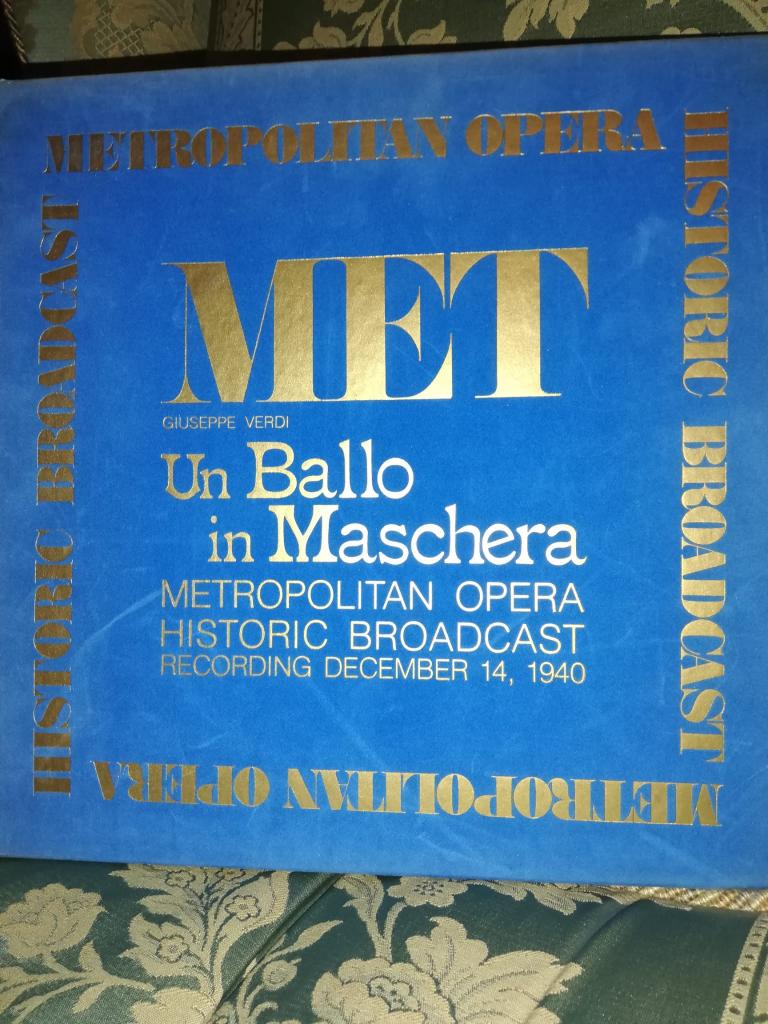 METROPOLITAN OPERA
HISTORIC BROADCAST
MET
GIUSEPPE VERDI
Un Ballo
in Maschera
METROPOLITAN OPERA
HISTORIC BROADCAST
RECORDING DECEMBER 14, 1940
HISTORIC BROADCAST
METROPOLITAN OPERA